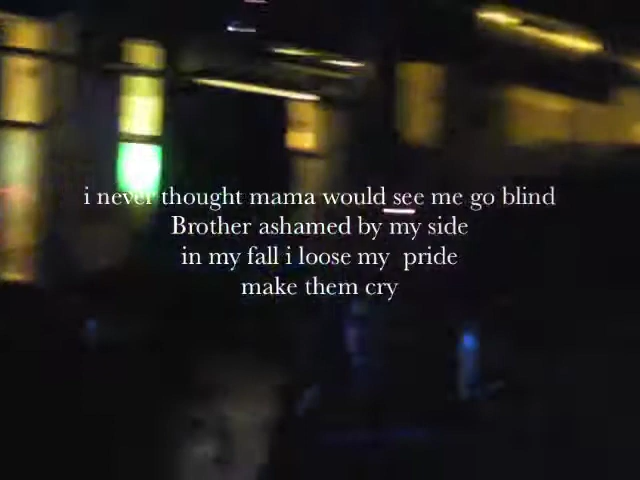 i never thought mama would see me go blind
Brother ashamed by my side
in my fall i loose my  pride
make them cry